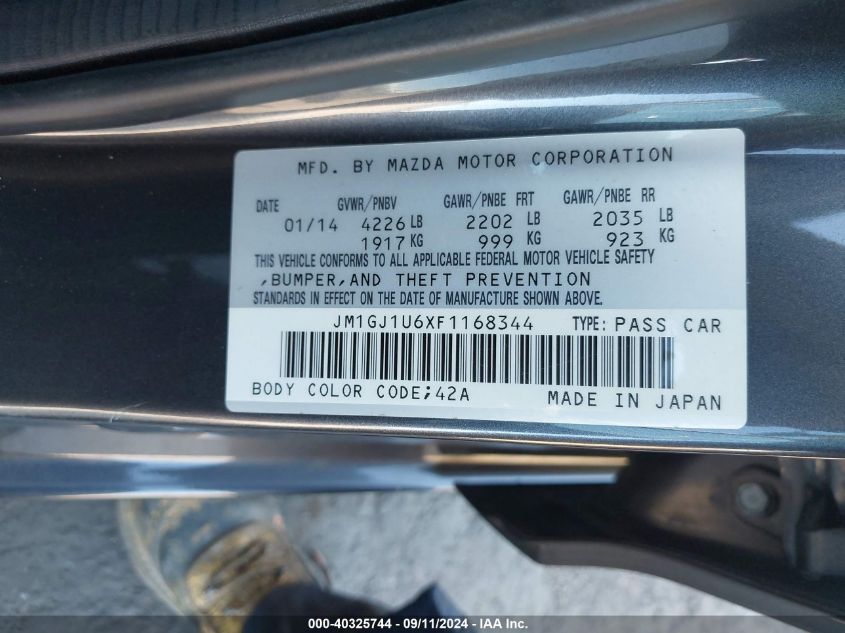 MFD. BY MAZDA MOTOR CORPORATION
DATE GVWR/PNBV GAWR/PNBE FRT GAWR/PNBE RR
01/14 4226 LB 2202 LB 2035 LB
1917 KG 999 KG 923 KG
THIS VEHICLE CONFORMS TO ALL APPLICABLE FEDERAL MOTOR VEHICLE SAFETY
,BUMPER,AND THEFT PREVENTION
STANDARDS IN EFFECT ON THE DATE OF MANUFACTURE SHOWN ABOVE.
JM1GJ1U6XF1168344 TYPE: PASS CAR
BODY COLOR CODE;42A MADE IN JAPAN
000-40325744 - 09/11/2024 - IAA Inc.